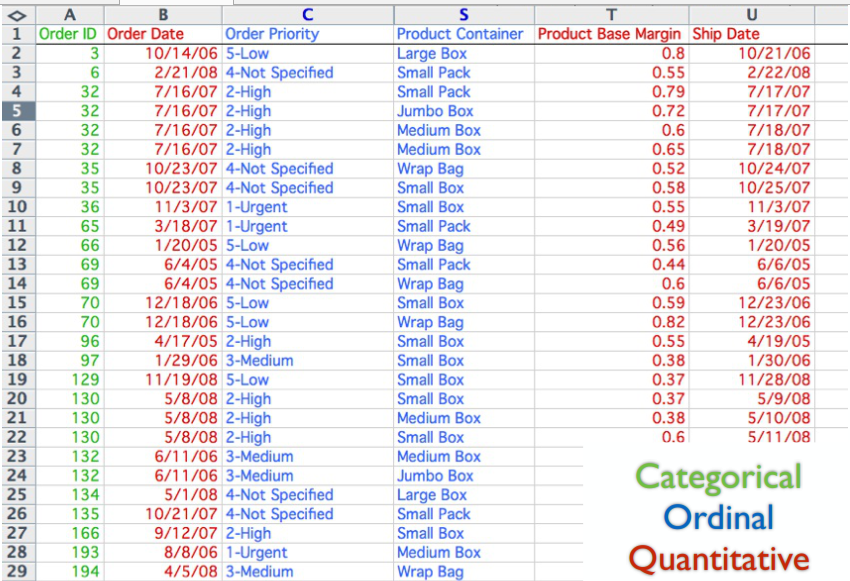 A B C S T U
1 Order ID Order Date Order Priority Product Container Product Base Margin Ship Date
2 3 10/14/06 5-Low Large Box 0.8 10/21/06
3 6 2/21/08 4-Not Specified Small Pack 0.55 2/22/08
4 32 7/16/07 2-High Small Pack 0.79 7/17/07
5 32 7/16/07 2-High Jumbo Box 0.72 7/17/07
6 32 7/16/07 2-High Medium Box 0.6 7/18/07
7 32 7/16/07 2-High Medium Box 0.65 7/18/07
8 35 10/23/07 4-Not Specified Wrap Bag 0.52 10/24/07
9 35 10/23/07 4-Not Specified Small Box 0.58 10/25/07
10 36 11/3/07 1-Urgent Small Box 0.55 11/3/07
11 65 3/18/07 1-Urgent Small Pack 0.49 3/19/07
12 66 1/20/05 5-Low Wrap Bag 0.56 1/20/05
13 69 6/4/05 4-Not Specified Small Pack 0.44 6/6/05
14 69 6/4/05 4-Not Specified Wrap Bag 0.6 6/6/05
15 70 12/18/06 5-Low Small Box 0.59 12/23/06
16 70 12/18/06 5-Low Wrap Bag 0.82 12/23/06
17 96 4/17/05 2-High Small Box 0.55 4/19/05
18 97 1/29/06 3-Medium Small Box 0.38 1/30/06
19 129 11/19/08 5-Low Small Box 0.37 11/28/08
20 130 5/8/08 2-High Small Box 0.37 5/9/08
21 130 5/8/08 2-High Medium Box 0.38 5/10/08
22 130 5/8/08 2-High Small Box 0.6 5/11/08
23 132 6/11/06 3-Medium Medium Box
24 132 6/11/06 3-Medium Jumbo Box
25 134 5/1/08 4-Not Specified Large Box
26 135 10/21/07 4-Not Specified Small Pack
27 166 9/12/07 2-High Small Box
28 193 8/8/06 1-Urgent Medium Box
29 194 4/5/08 3-Medium Wrap Bag
Categorical
Ordinal
Quantitative